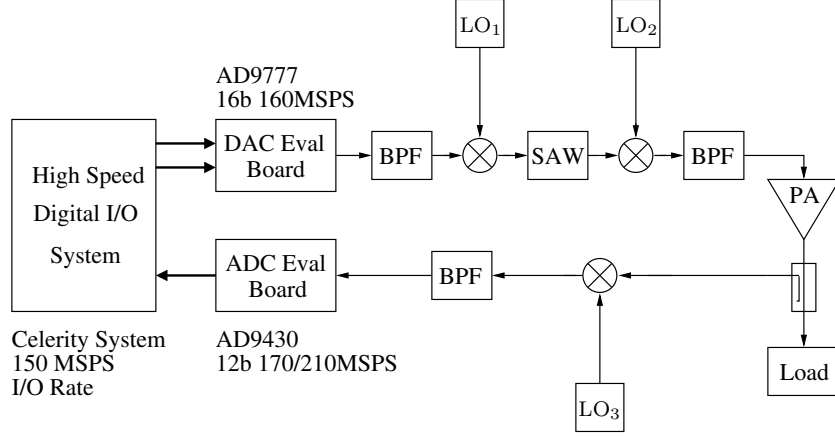 LO₁
LO₂
AD9777
16b 160MSPS
High Speed
Digital I/O
System
DAC Eval
Board
BPF
SAW
BPF
PA
ADC Eval
Board
BPF
Celerity System
150 MSPS
I/O Rate
AD9430
12b 170/210MSPS
LO₃
Load